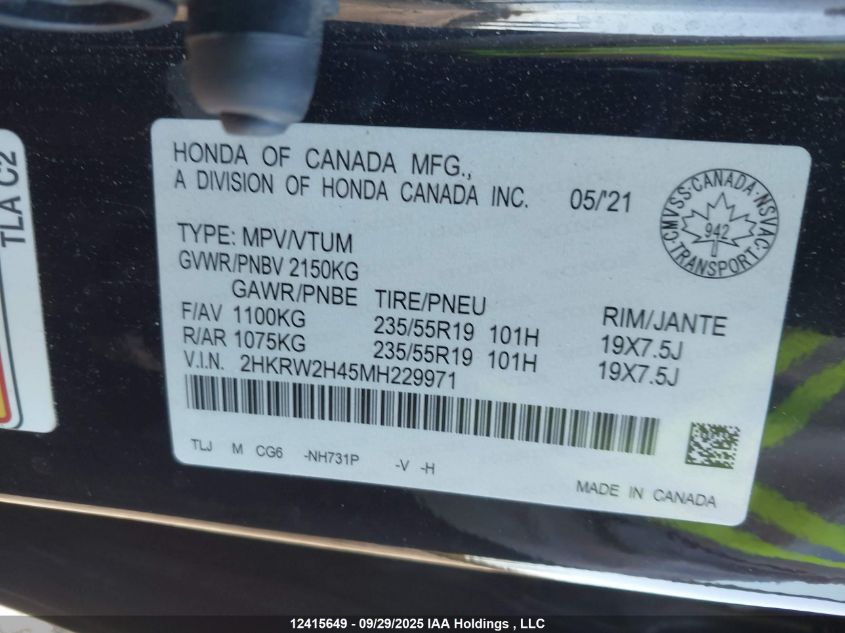 TLA C2
HONDA OF CANADA MFG.,
A DIVISION OF HONDA CANADA INC. 05/'21
TYPE: MPV/VTUM
GVWR/PNBV 2150KG
GAWR/PNBE TIRE/PNEU RIM/JANTE
F/AV 1100KG 235/55R19 101H 19X7.5J
R/AR 1075KG 235/55R19 101H 19X7.5J
V.I.N. 2HKRW2H45MH229971
TLJ M CG6 -NH731P -V -H
MADE IN CANADA
CMVSS·CANADA·NSVAC
942
TRANSPORT
12415649 - 09/29/2025 IAA Holdings , LLC